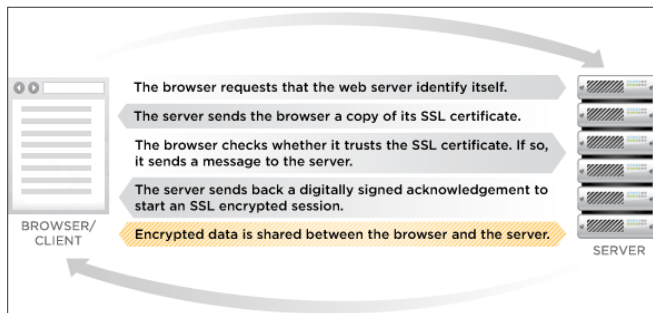 The browser requests that the web server identify itself.
The server sends the browser a copy of its SSL certificate.
The browser checks whether it trusts the SSL certificate. If so,
it sends a message to the server.
The server sends back a digitally signed acknowledgement to
start an SSL encrypted session.
Encrypted data is shared between the browser and the server.
BROWSER/
CLIENT
SERVER